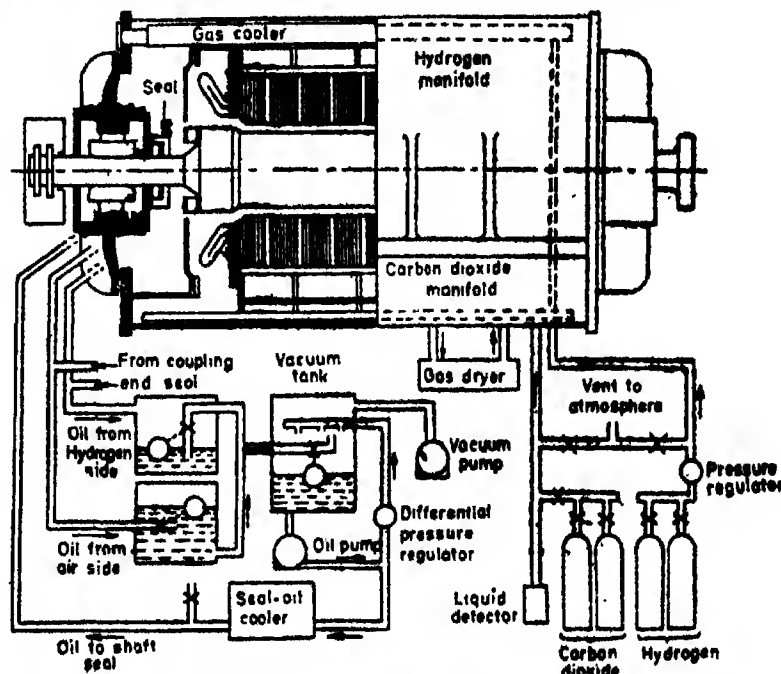 Gas cooler
Hydrogen
manifold
Seal
Carbon dioxide
manifold
From coupling
end seal
Vacuum
tank
Gas dryer
Vent to
atmosphere
Oil from
Hydrogen
side
Vacuum
pump
Pressure
regulator
Oil from
air side
Oil pump
Differential
pressure
regulator
Seal-oil
cooler
Liquid
detector
Oil to shaft
seal
Carbon
dioxide
Hydrogen